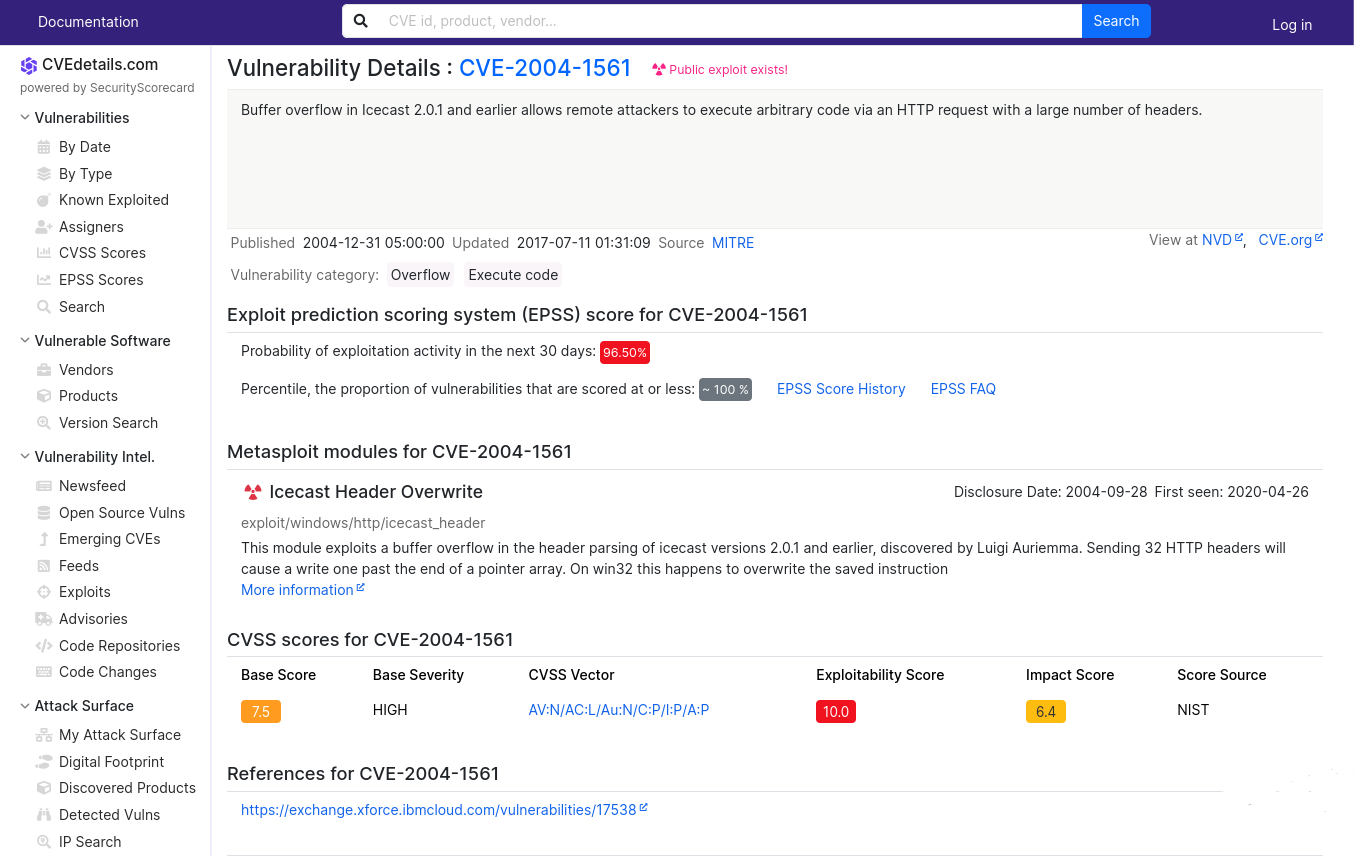 Documentation
CVE id, product, vendor...
Search
Log in
CVEdetails.com
powered by SecurityScorecard
Vulnerabilities
By Date
By Type
Known Exploited
Assigners
CVSS Scores
EPSS Scores
Search
Vulnerable Software
Vendors
Products
Version Search
Vulnerability Intel.
Newsfeed
Open Source Vulns
Emerging CVEs
Feeds
Exploits
Advisories
Code Repositories
Code Changes
Attack Surface
My Attack Surface
Digital Footprint
Discovered Products
Detected Vulns
IP Search
Vulnerability Details : CVE-2004-1561 Public exploit exists!
Buffer overflow in Icecast 2.0.1 and earlier allows remote attackers to execute arbitrary code via an HTTP request with a large number of headers.
Published 2004-12-31 05:00:00 Updated 2017-07-11 01:31:09 Source MITRE
View at NVD, CVE.org
Vulnerability category: Overflow Execute code
Exploit prediction scoring system (EPSS) score for CVE-2004-1561
Probability of exploitation activity in the next 30 days: 96.50%
Percentile, the proportion of vulnerabilities that are scored at or less: ~ 100 % EPSS Score History EPSS FAQ
Metasploit modules for CVE-2004-1561
Icecast Header Overwrite
Disclosure Date: 2004-09-28 First seen: 2020-04-26
exploit/windows/http/icecast_header
This module exploits a buffer overflow in the header parsing of icecast versions 2.0.1 and earlier, discovered by Luigi Auriemma. Sending 32 HTTP headers will
cause a write one past the end of a pointer array. On win32 this happens to overwrite the saved instruction
More information
CVSS scores for CVE-2004-1561
Base Score Base Severity CVSS Vector Exploitability Score Impact Score Score Source
7.5 HIGH AV:N/AC:L/Au:N/C:P/I:P/A:P 10.0 6.4 NIST
References for CVE-2004-1561
https://exchange.xforce.ibmcloud.com/vulnerabilities/17538